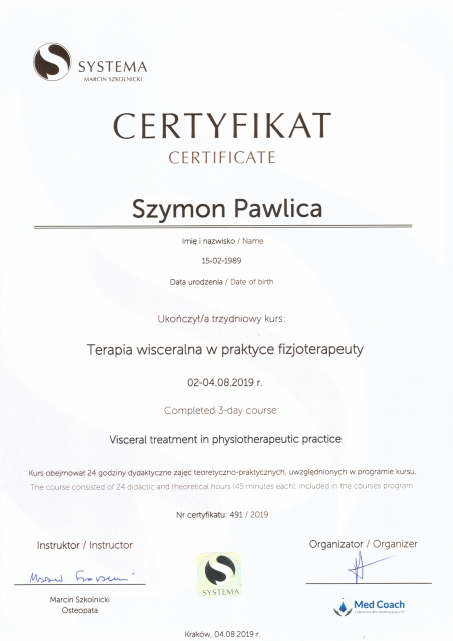 SYSTEMA
MARCIN SZKOLNICKI
CERTYFIKAT
CERTIFICATE
Szymon Pawlica
Imię i nazwisko / Name
15-02-1989
Data urodzenia / Date of birth
Ukończył/a trzydniowy kurs:
Terapia wisceralna w praktyce fizjoterapeuty
02-04.08.2019 r.
Completed 3-day course:
Visceral treatment in physiotherapeutic practice
Kurs obejmował 24 godziny dydaktyczne zajęć teoretyczno-praktycznych, uwzględnionych w programie kursu.
The course consisted of 24 didactic and theoretical hours (45 minutes each), included in the courses program.
Nr certyfikatu: 491 / 2019
Instruktor / Instructor
Organizator / Organizer
Marcin Szkolnicki
Osteopata
SYSTEMA
Med Coach
Kraków, 04.08.2019 r.